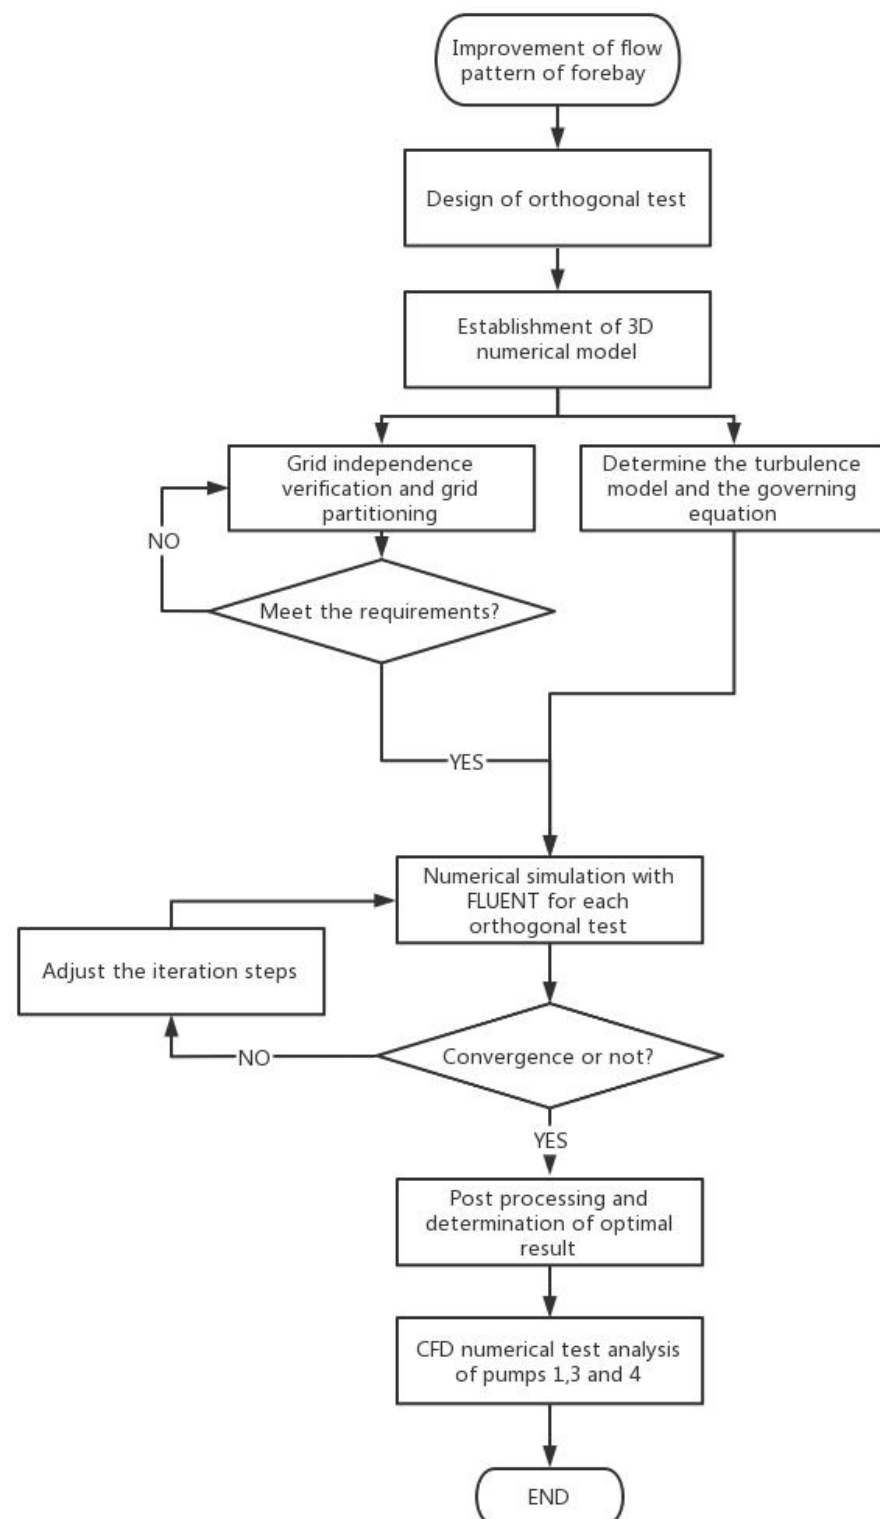 Improvement of flow
pattern of forebay
Design of orthogonal test
Establishment of 3D
numerical model
Grid independence
verification and grid
partitioning
Determine the turbulence
model and the governing
equation
NO
Meet the requirements?
YES
Numerical simulation with
FLUENT for each
orthogonal test
Adjust the iteration steps
Convergence or not?
NO
YES
Post processing and
determination of optimal
result
CFD numerical test analysis
of pumps 1,3 and 4
END